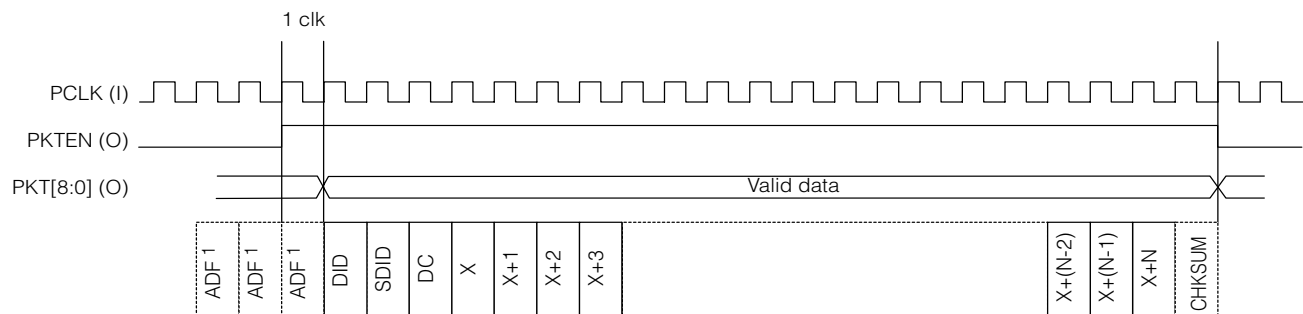 1 clk
PCLK (I)
PKTEN (O)
PKT[8:0] (O)
Valid data
ADF 1
ADF 1
ADF 1
DID
SDID
DC
X
X+1
X+2
X+3
X+(N-2)
X+(N-1)
X+N
CHKSUM